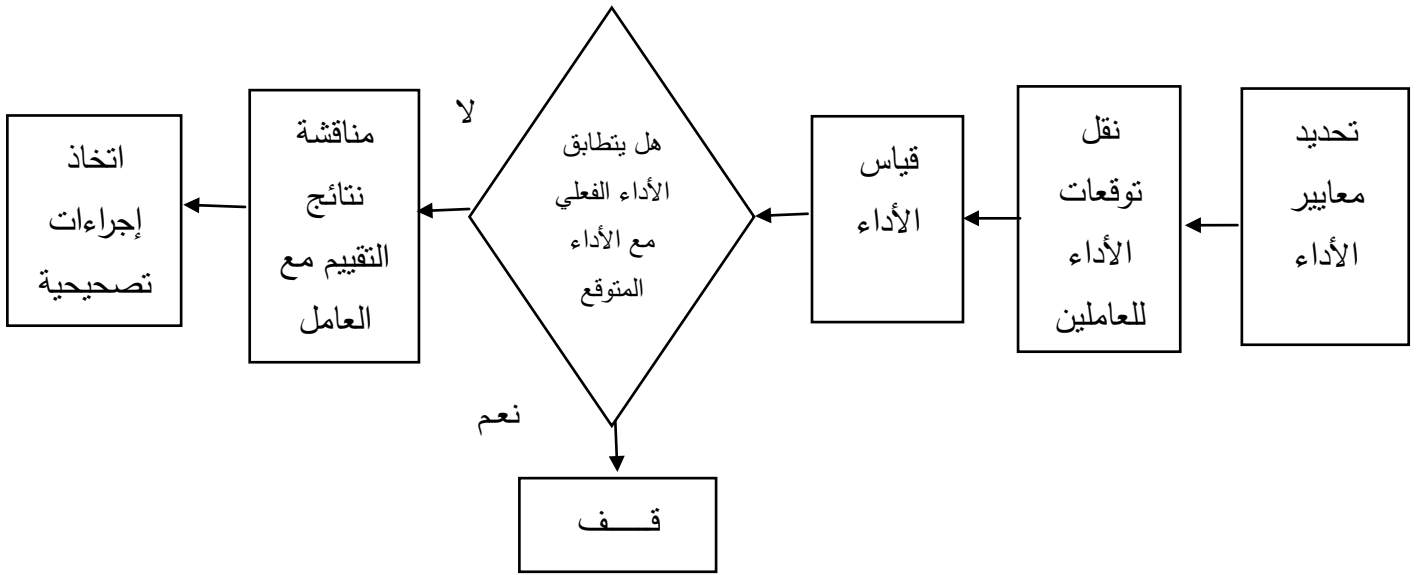 تحديد
معايير
الأداء
نقل
توقعات
الأداء
للعاملين
قياس
الأداء
هل يتطابق
الأداء الفعلي
مع الأداء
المتوقع
لا
مناقشة
نتائج
التقييم مع
العامل
اتخاذ
إجراءات
تصحيحية
نعم
قــــف